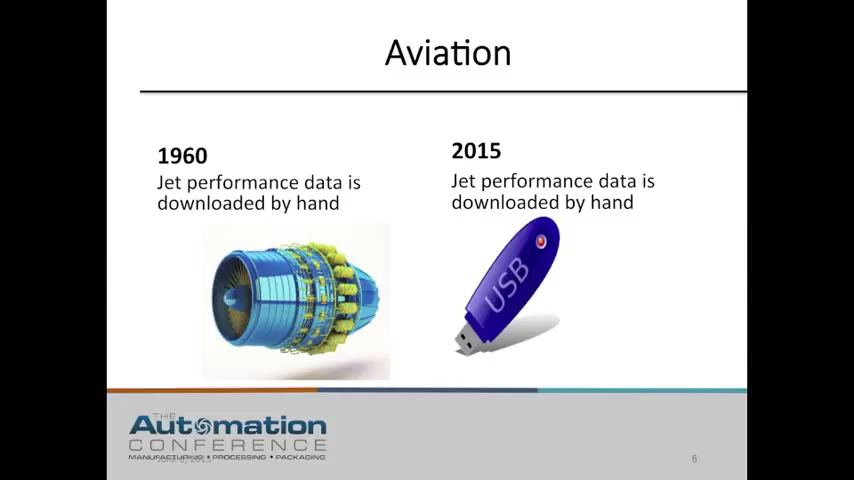 Aviation
1960
Jet performance data is
downloaded by hand
2015
Jet performance data is
downloaded by hand
USB
THE
Automation
CONFERENCE
MANUFACTURING • PROCESSING • PACKAGING
6